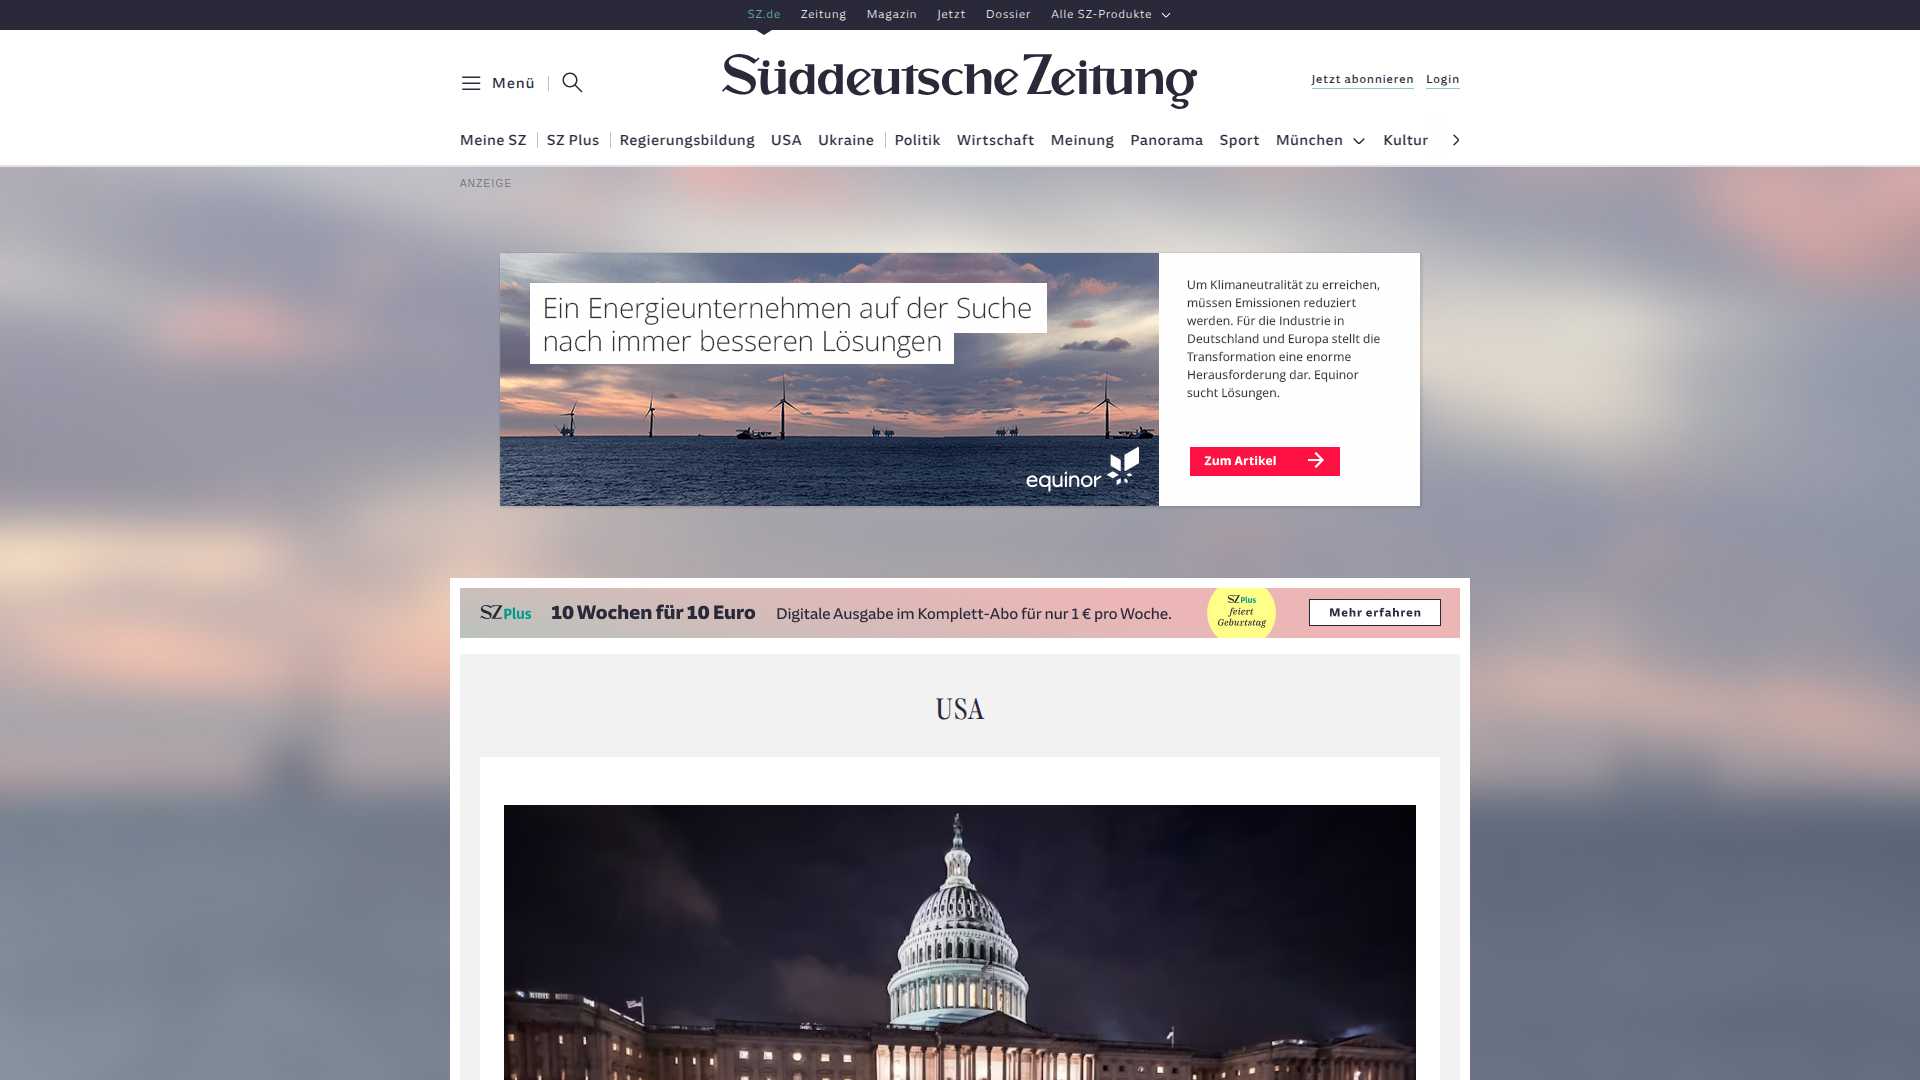 SZ.de Zeitung Magazin Jetzt Dossier Alle SZ-Produkte
Menü
Süddeutsche Zeitung
Jetzt abonnieren Login
Meine SZ SZ Plus Regierungsbildung USA Ukraine Politik Wirtschaft Meinung Panorama Sport München Kultur
ANZEIGE
Ein Energieunternehmen auf der Suche
nach immer besseren Lösungen
equinor
Um Klimaneutralität zu erreichen,
müssen Emissionen reduziert
werden. Für die Industrie in
Deutschland und Europa stellt die
Transformation eine enorme
Herausforderung dar. Equinor
sucht Lösungen.
Zum Artikel
SZ Plus 10 Wochen für 10 Euro Digitale Ausgabe im Komplett-Abo für nur 1 € pro Woche.
SZ Plus
feiert
Geburtstag
Mehr erfahren
USA